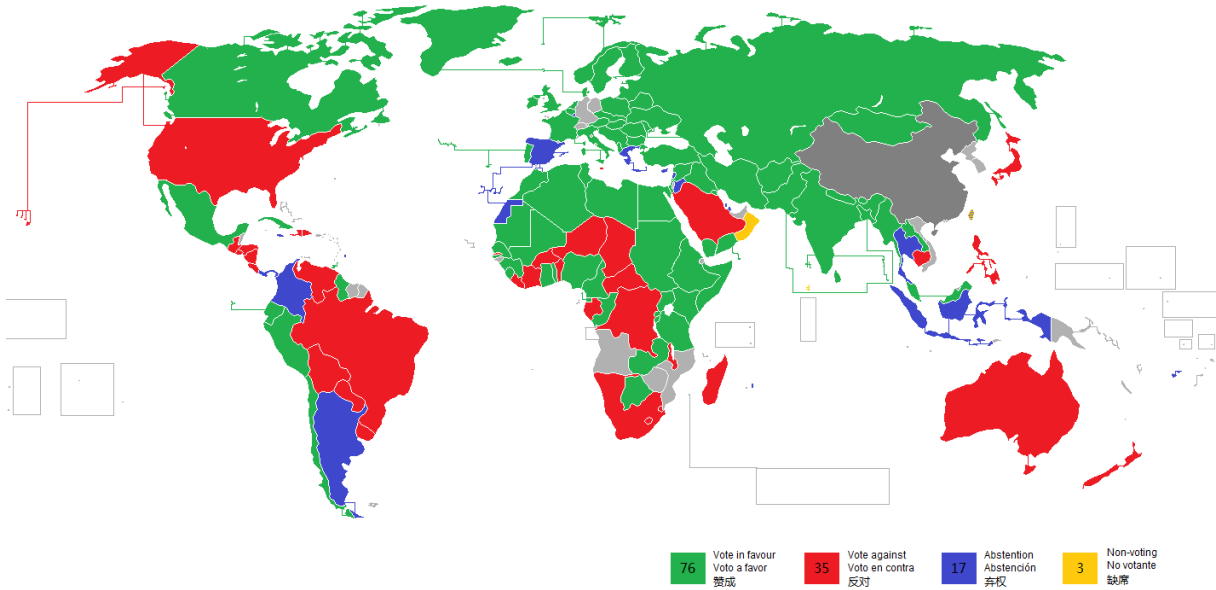 76
Vote in favour
Voto a favor
赞成
35
Vote against
Voto en contra
反对
17
Abstention
Abstención
弃权
3
Non-voting
No votante
缺席